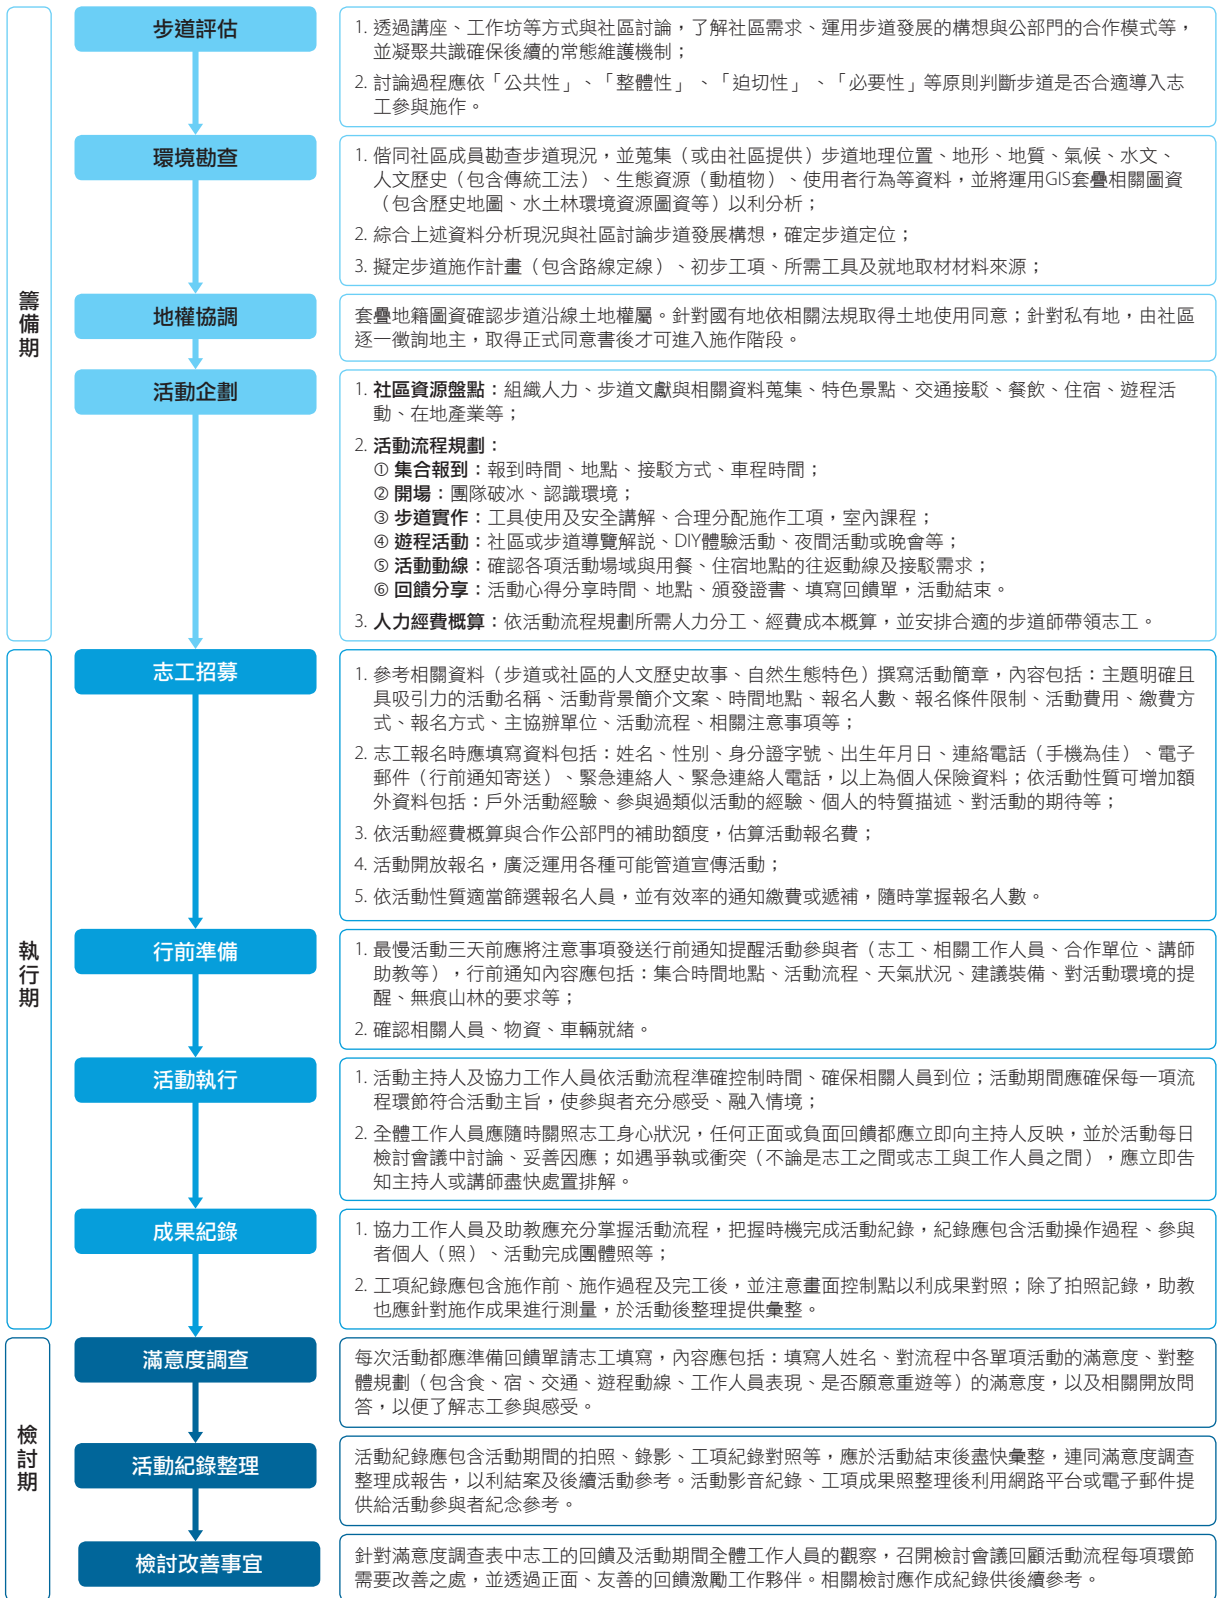 籌備期
步道評估
1. 透過講座、工作坊等方式與社區討論，了解社區需求、運用步道發展的構想與公部門的合作模式等，
並凝聚共識確保後續的常態維護機制；
2. 討論過程應依「公共性」、「整體性」、「迫切性」、「必要性」等原則判斷步道是否合適導入志
工參與施作。
環境勘查
1. 偕同社區成員勘查步道現況，並蒐集（或由社區提供）步道地理位置、地形、地質、氣候、水文、
人文歷史（包含傳統工法）、生態資源（動植物）、使用者行為等資料，並將運用GIS套疊相關圖資
（包含歷史地圖、水土林環境資源圖資等）以利分析；
2. 綜合上述資料分析現況與社區討論步道發展構想，確定步道定位；
3. 擬定步道施作計畫（包含路線定線）、初步工項、所需工具及就地取材材料來源；
地權協調
套疊地籍圖資確認步道沿線土地權屬。針對國有地依相關法規取得土地使用同意；針對私有地，由社區
逐一徵詢地主，取得正式同意書後才可進入施作階段。
活動企劃
1. 社區資源盤點：組織人力、步道文獻與相關資料蒐集、特色景點、交通接駁、餐飲、住宿、遊程活
動、在地產業等；
2. 活動流程規劃：
① 集合報到：報到時間、地點、接駁方式、車程時間；
② 開場：團隊破冰、認識環境；
③ 步道實作：工具使用及安全講解、合理分配施作工項，室內課程；
④ 遊程活動：社區或步道導覽解說、DIY體驗活動、夜間活動或晚會等；
⑤ 活動動線：確認各項活動場域與用餐、住宿地點的往返動線及接駁需求；
⑥ 回饋分享：活動心得分享時間、地點、頒發證書、填寫回饋單，活動結束。
3. 人力經費概算：依活動流程規劃所需人力分工、經費成本概算，並安排合適的步道師帶領志工。
執行期
志工招募
1. 參考相關資料（步道或社區的人文歷史故事、自然生態特色）撰寫活動簡章，內容包括：主題明確且
具吸引力的活動名稱、活動背景簡介文案、時間地點、報名人數、報名條件限制、活動費用、繳費方
式、報名方式、主協辦單位、活動流程、相關注意事項等；
2. 志工報名時應填寫資料包括：姓名、性別、身分證字號、出生年月日、連絡電話（手機為佳）、電子
郵件（行前通知寄送）、緊急連絡人、緊急連絡人電話，以上為個人保險資料；依活動性質可增加額
外資料包括：戶外活動經驗、參與過類似活動的經驗、個人的特質描述、對活動的期待等；
3. 依活動經費概算與合作公部門的補助額度，估算活動報名費；
4. 活動開放報名，廣泛運用各種可能管道宣傳活動；
5. 依活動性質適當篩選報名人員，並有效率的通知繳費或遞補，隨時掌握報名人數。
行前準備
1. 最慢活動三天前應將注意事項發送行前通知提醒活動參與者（志工、相關工作人員、合作單位、講師
助教等），行前通知內容應包括：集合時間地點、活動流程、天氣狀況、建議裝備、對活動環境的提
醒、無痕山林的要求等；
2. 確認相關人員、物資、車輛就緒。
活動執行
1. 活動主持人及協力工作人員依活動流程準確控制時間、確保相關人員到位；活動期間應確保每一項流
程環節符合活動主旨，使參與者充分感受、融入情境；
2. 全體工作人員應隨時關照志工身心狀況，任何正面或負面回饋都應立即向主持人反映，並於活動每日
檢討會議中討論、妥善因應；如遇爭執或衝突（不論是志工之間或志工與工作人員之間），應立即告
知主持人或講師盡快處置排解。
成果紀錄
1. 協力工作人員及助教應充分掌握活動流程，把握時機完成活動紀錄，紀錄應包含活動操作過程、參與
者個人（照）、活動完成團體照等；
2. 工項紀錄應包含施作前、施作過程及完工後，並注意畫面控制點以利成果對照；除了拍照記錄，助教
也應針對施作成果進行測量，於活動後整理提供彙整。
檢討期
滿意度調查
每次活動都應準備回饋單請志工填寫，內容應包括：填寫人姓名、對流程中各單項活動的滿意度、對整
體規劃（包含食、宿、交通、遊程動線、工作人員表現、是否願意重遊等）的滿意度，以及相關開放問
答，以便了解志工參與感受。
活動紀錄整理
活動紀錄應包含活動期間的拍照、錄影、工項紀錄對照等，應於活動結束後盡快彙整，連同滿意度調查
整理成報告，以利結案及後續活動參考。活動影音紀錄、工項成果照整理後利用網路平台或電子郵件提
供給活動參與者紀念參考。
檢討改善事宜
針對滿意度調查表中志工的回饋及活動期間全體工作人員的觀察，召開檢討會議回顧活動流程每項環節
需要改善之處，並透過正面、友善的回饋激勵工作夥伴。相關檢討應作成紀錄供後續參考。